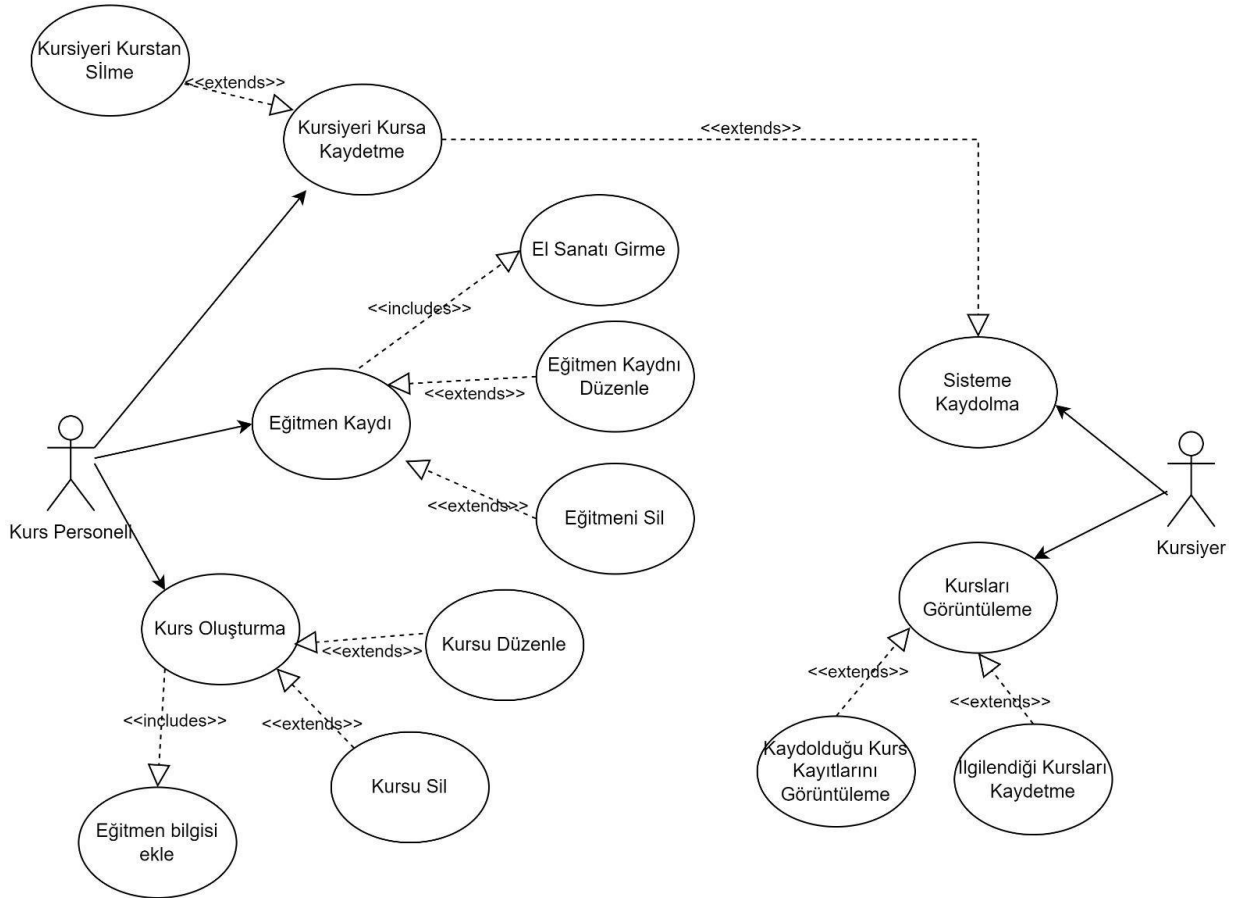 Kursiyeri Kurstan
Sİlme
<<extends>>
Kursiyeri Kursa
Kaydetme
<<extends>>
El Sanatı Girme
<<includes>>
Eğitmen Kaydnı
Düzenle
<<extends>>
Eğitmen Kaydı
Sisteme
Kaydolma
<<extends>>
Eğitmeni Sil
Kurs Personeli
Kursiyer
Kursları
Görüntüleme
Kurs Oluşturma
<<extends>>
Kursu Düzenle
<<extends>>
<<extends>>
<<includes>>
<<extends>>
Kaydolduğu Kurs
Kayıtlarını
Görüntüleme
İlgilendiği Kursları
Kaydetme
Kursu Sil
Eğitmen bilgisi
ekle